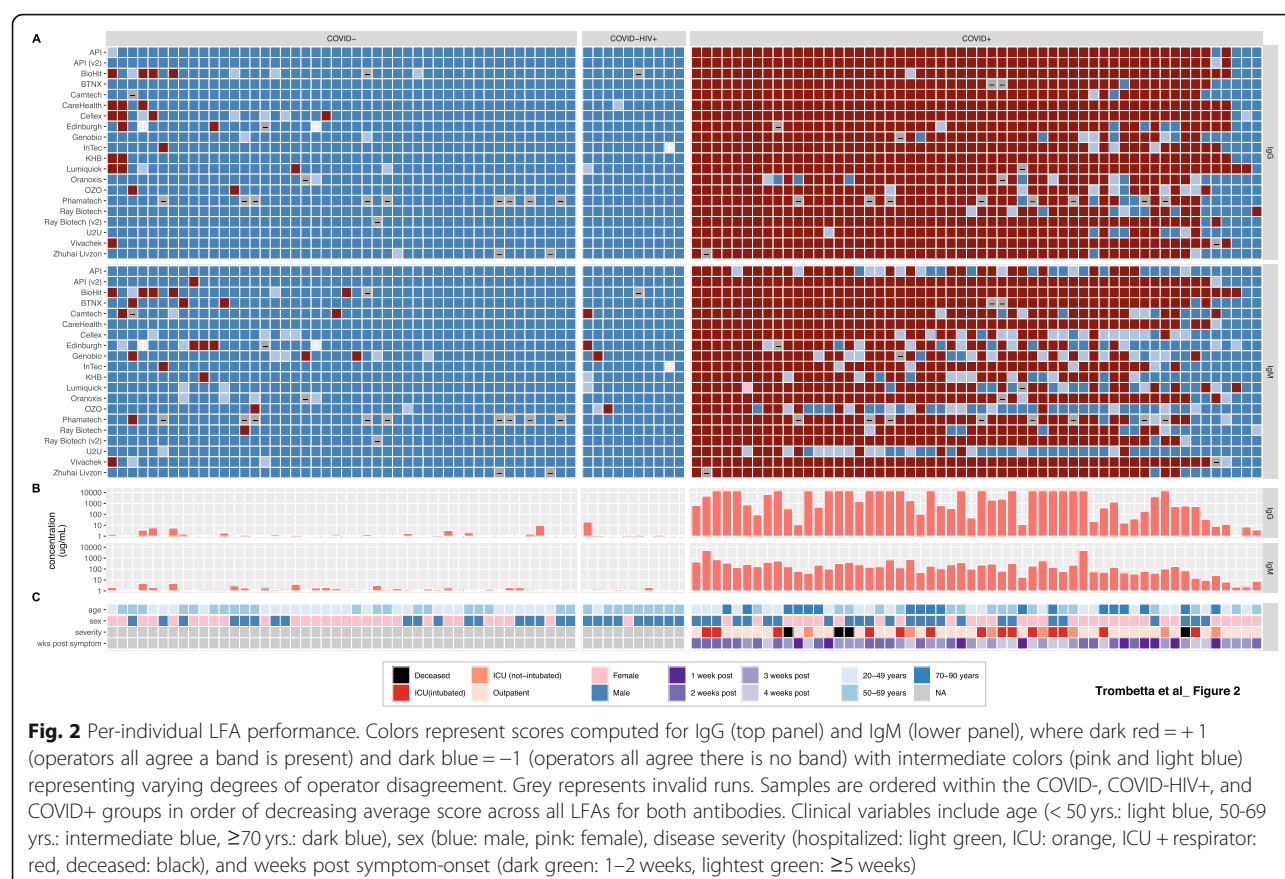 A
COVID−
COVID−HIV+
COVID+
API
API (v2)
BioHit
BTNX
Camtech
CareHealth
Cellex
Edinburgh
Genobio
InTec
KHB
Lumiquick
Oranoxis
OZO
Phamatech
Ray Biotech
Ray Biotech (v2)
U2U
Vivachek
Zhuhai Livzon
IgG
API
API (v2)
BioHit
BTNX
Camtech
CareHealth
Cellex
Edinburgh
Genobio
InTec
KHB
Lumiquick
Oranoxis
OZO
Phamatech
Ray Biotech
Ray Biotech (v2)
U2U
Vivachek
Zhuhai Livzon
IgM
B
concentration
(ug/mL)
10000
1000
100
10
1
IgG
10000
1000
100
10
1
IgM
C
age
sex
severity
wks post symptom
Deceased ICU (not−intubated) Female 1 week post 3 weeks post 20−49 years 70−90 years
ICU(intubated) Outpatient Male 2 weeks post 4 weeks post 50−69 years NA
Trombetta et al_ Figure 2
Fig. 2 Per-individual LFA performance. Colors represent scores computed for IgG (top panel) and IgM (lower panel), where dark red = + 1
(operators all agree a band is present) and dark blue = −1 (operators all agree there is no band) with intermediate colors (pink and light blue)
representing varying degrees of operator disagreement. Grey represents invalid runs. Samples are ordered within the COVID-, COVID-HIV+, and
COVID+ groups in order of decreasing average score across all LFAs for both antibodies. Clinical variables include age (< 50 yrs.: light blue, 50-69
yrs.: intermediate blue, ≥70 yrs.: dark blue), sex (blue: male, pink: female), disease severity (hospitalized: light green, ICU: orange, ICU + respirator:
red, deceased: black), and weeks post symptom-onset (dark green: 1–2 weeks, lightest green: ≥5 weeks)